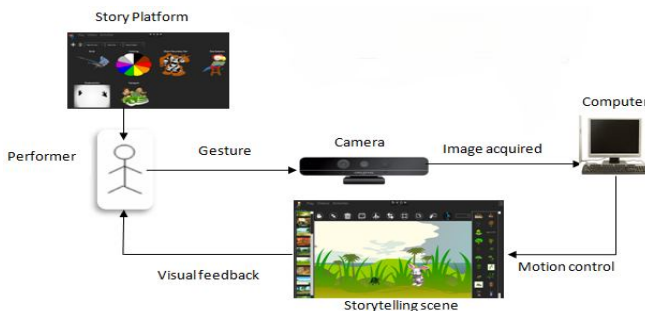 Story Platform
Computer
Camera
Performer
Gesture
Image acquired
Visual feedback
Motion control
Storytelling scene